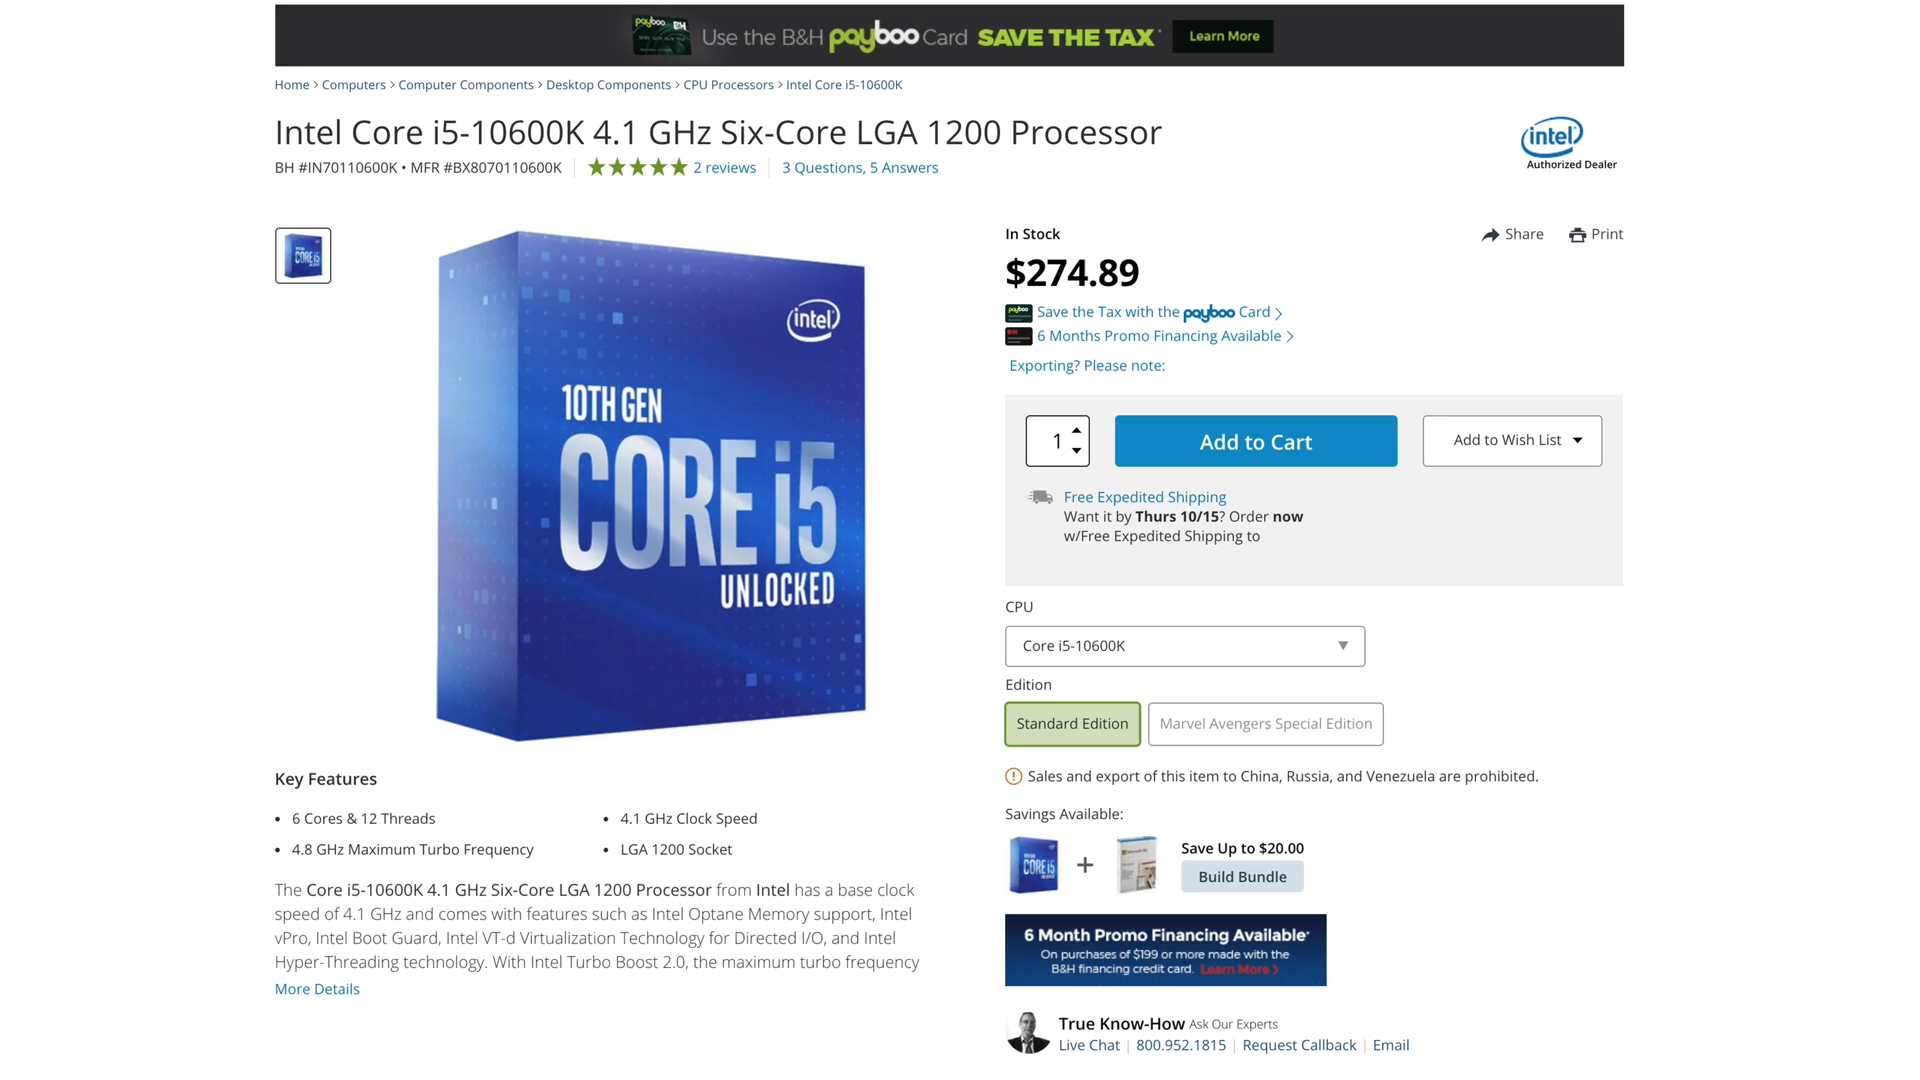 payboo B&H
Use the B&H payboo Card SAVE THE TAX* Learn More
Home > Computers > Computer Components > Desktop Components > CPU Processors > Intel Core i5-10600K
Intel Core i5-10600K 4.1 GHz Six-Core LGA 1200 Processor
BH #IN70110600K • MFR #BX8070110600K 2 reviews 3 Questions, 5 Answers
intel
Authorized Dealer
CORE i5
intel
10TH GEN
CORE i5
UNLOCKED
In Stock
Share Print
$274.89
payboo Save the Tax with the payboo Card >
6 Months Promo Financing Available >
Exporting? Please note:
1 Add to Cart Add to Wish List
Free Expedited Shipping
Want it by Thurs 10/15? Order now
w/Free Expedited Shipping to
CPU
Core i5-10600K
Edition
Standard Edition Marvel Avengers Special Edition
Sales and export of this item to China, Russia, and Venezuela are prohibited.
Savings Available:
CORE i5 + Save Up to $20.00
Build Bundle
6 Month Promo Financing Available*
On purchases of $199 or more made with the
B&H financing credit card. Learn More >
True Know-How Ask Our Experts
Live Chat | 800.952.1815 | Request Callback | Email
Key Features
• 6 Cores & 12 Threads
• 4.8 GHz Maximum Turbo Frequency
• 4.1 GHz Clock Speed
• LGA 1200 Socket
The Core i5-10600K 4.1 GHz Six-Core LGA 1200 Processor from Intel has a base clock
speed of 4.1 GHz and comes with features such as Intel Optane Memory support, Intel
vPro, Intel Boot Guard, Intel VT-d Virtualization Technology for Directed I/O, and Intel
Hyper-Threading technology. With Intel Turbo Boost 2.0, the maximum turbo frequency
More Details